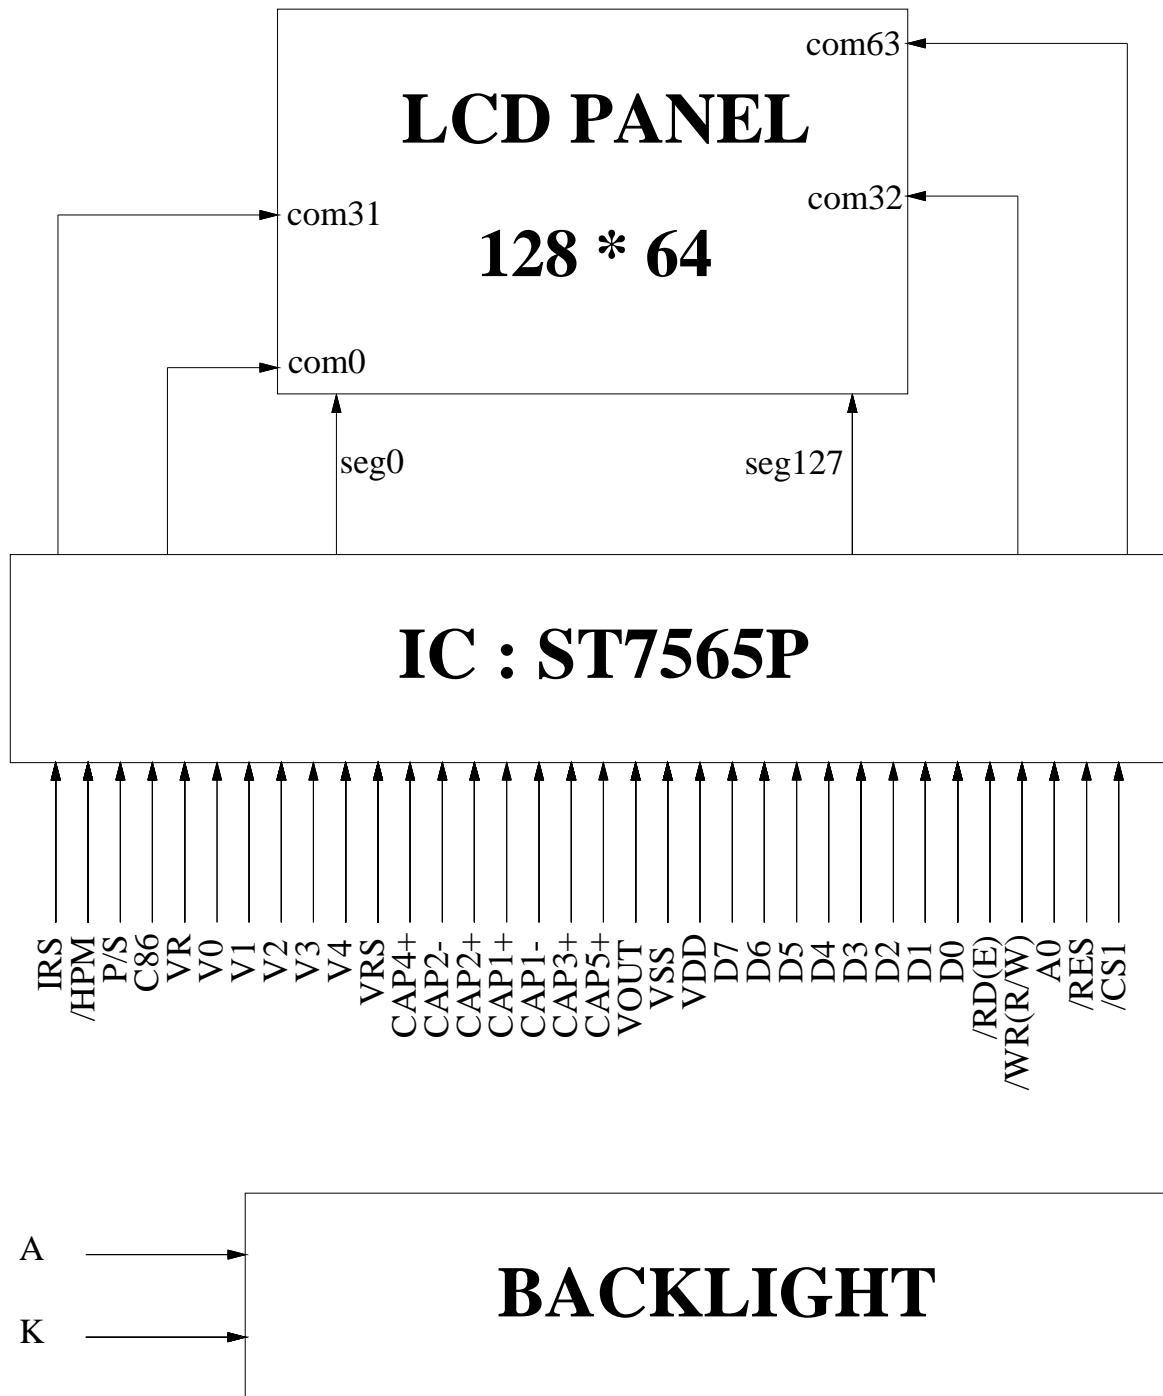 com63
LCD PANEL
com32
com31
128 * 64
com0
seg0
seg127
IC : ST7565P
IRS
/HPM
P/S
C86
VR
V0
V1
V2
V3
V4
VRS
CAP4+
CAP2-
CAP2+
CAP1+
CAP1-
CAP3+
CAP5+
VOUT
VSS
VDD
D7
D6
D5
D4
D3
D2
D1
D0
/RD(E)
/WR(R/W)
A0
/RES
/CS1
A
BACKLIGHT
K